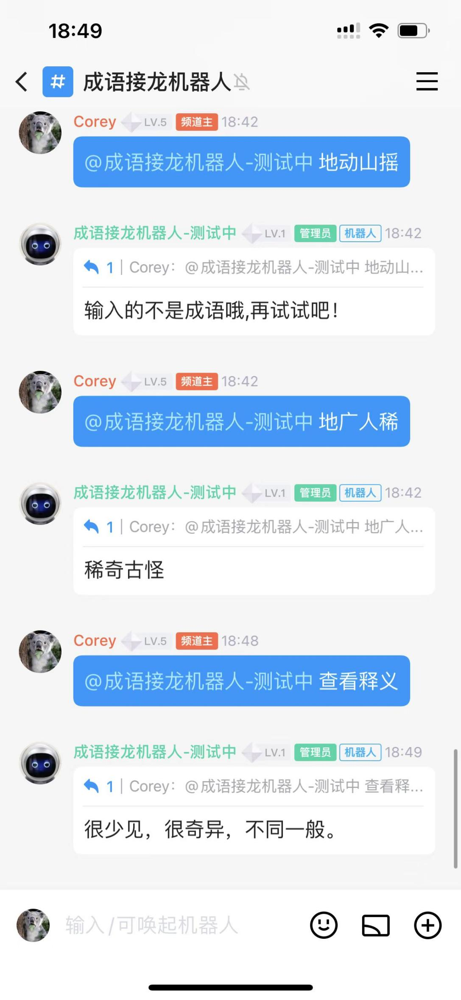 18:49
# 成语接龙机器人
Corey LV.5 频道主 18:42
@成语接龙机器人-测试中 地动山摇
成语接龙机器人-测试中 LV.1 管理员 机器人 18:42
1 | Corey：@成语接龙机器人-测试中 地动山...
输入的不是成语哦,再试试吧！
Corey LV.5 频道主 18:42
@成语接龙机器人-测试中 地广人稀
成语接龙机器人-测试中 LV.1 管理员 机器人 18:42
1 | Corey：@成语接龙机器人-测试中 地广人...
稀奇古怪
Corey LV.5 频道主 18:48
@成语接龙机器人-测试中 查看释义
成语接龙机器人-测试中 LV.1 管理员 机器人 18:49
1 | Corey：@成语接龙机器人-测试中 查看释...
很少见，很奇异，不同一般。
输入/可唤起机器人